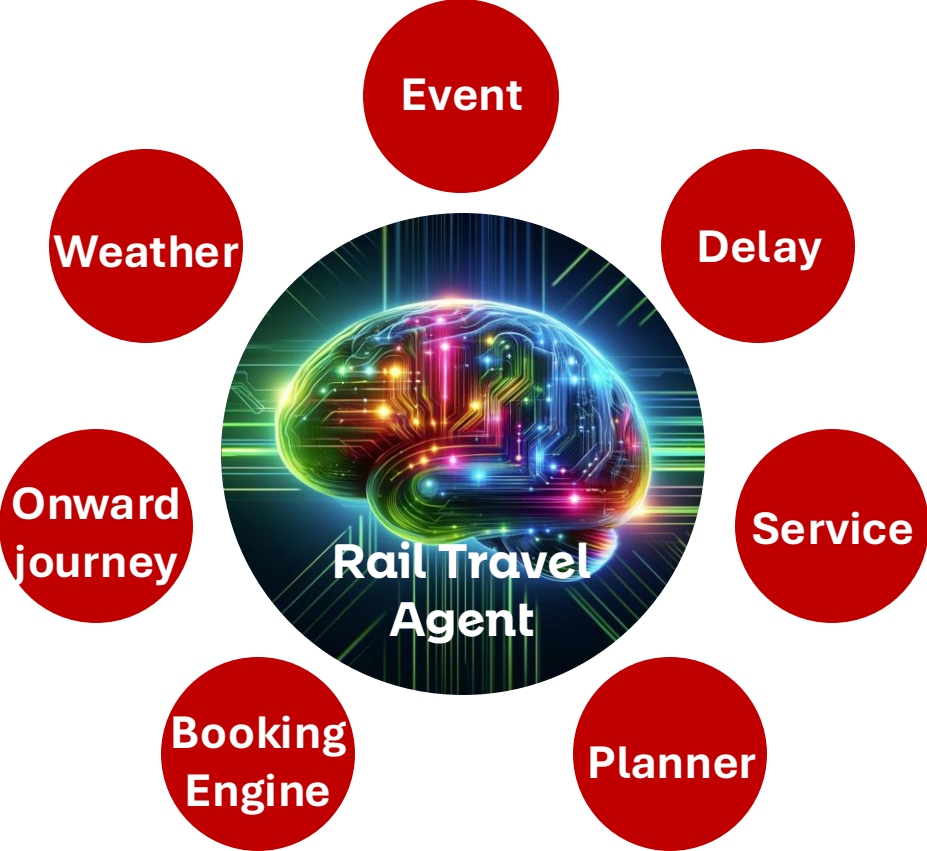 Event
Weather
Delay
Onward
journey
Service
Rail Travel
Agent
Booking
Engine
Planner